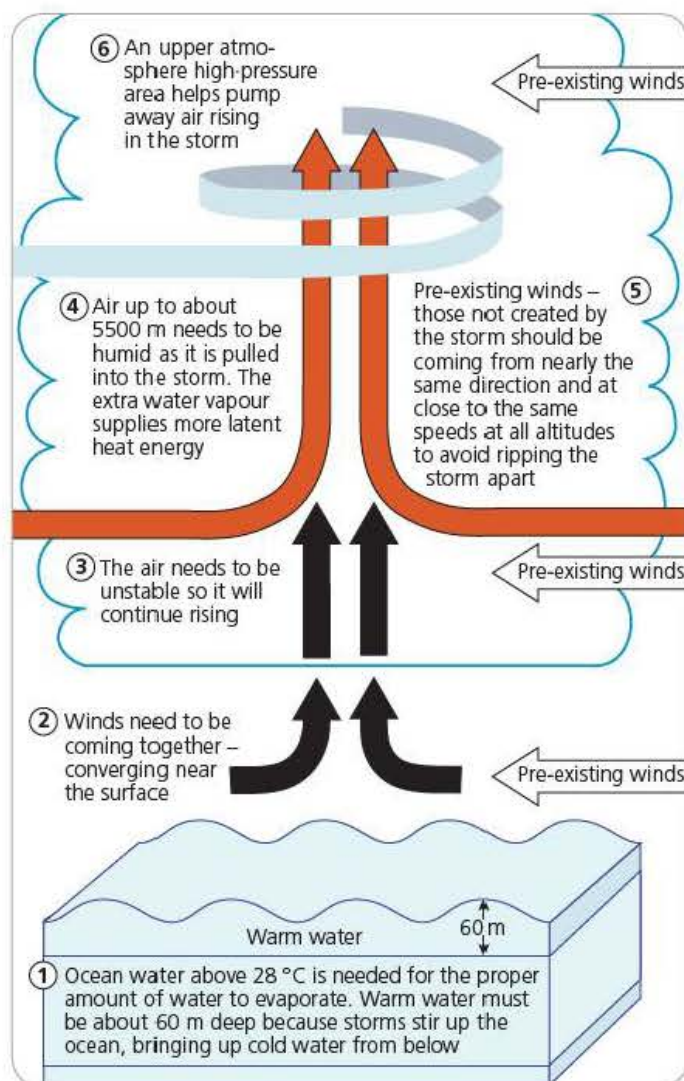 6 An upper atmo-
sphere high-pressure
area helps pump
away air rising
in the storm
Pre-existing winds
4 Air up to about
5500 m needs to be
humid as it is pulled
into the storm. The
extra water vapour
supplies more latent
heat energy
Pre-existing winds – 5
those not created by
the storm should be
coming from nearly the
same direction and at
close to the same
speeds at all altitudes
to avoid ripping the
storm apart
3 The air needs to be
unstable so it will
continue rising
Pre-existing winds
2 Winds need to be
coming together –
converging near
the surface
Pre-existing winds
60 m
Warm water
1 Ocean water above 28 °C is needed for the proper
amount of water to evaporate. Warm water must
be about 60 m deep because storms stir up the
ocean, bringing up cold water from below